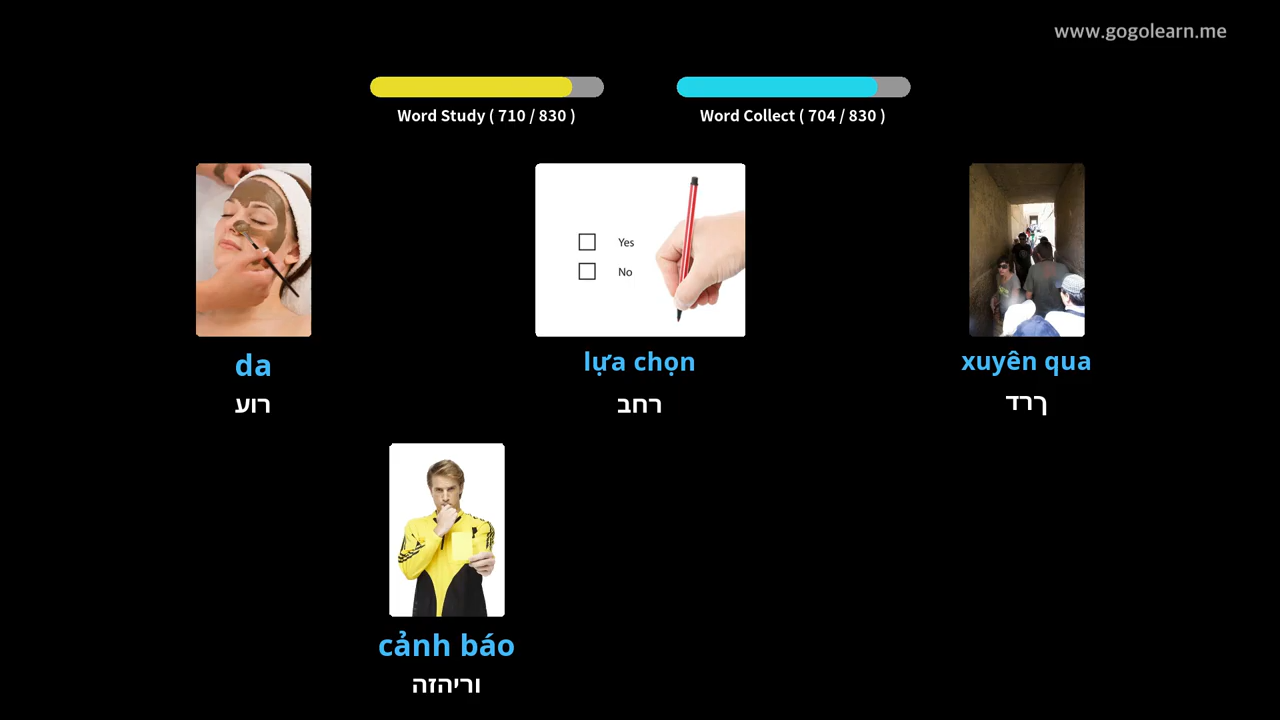 www.gogolearn.me
Word Study ( 710 / 830 )
Word Collect ( 704 / 830 )
Yes
No
da
רוע
lựa chọn
רחב
xuyên qua
ךרד
cảnh báo
וריהזה